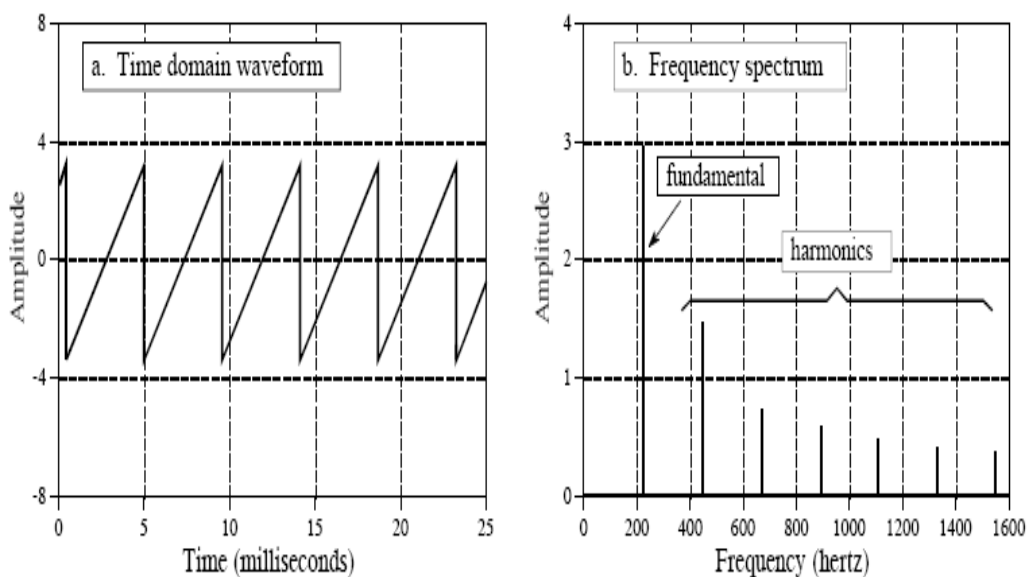 a. Time domain waveform
8
4
0
-4
-8
Amplitude
0 5 10 15 20 25
Time (milliseconds)
b. Frequency spectrum
4
3
2
1
0
Amplitude
fundamental
harmonics
0 200 400 600 800 1000 1200 1400 1600
Frequency (hertz)